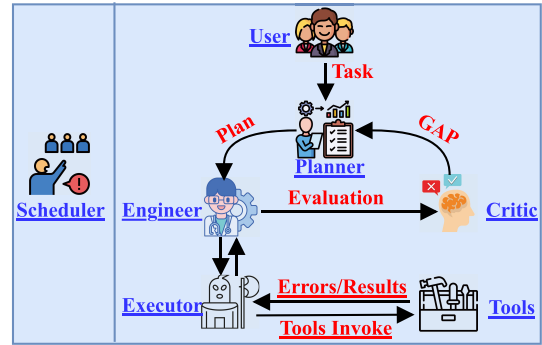 User
Task
Plan
GAP
Planner
Scheduler
Engineer
Evaluation
Critic
Executor
Errors/Results
Tools
Tools Invoke